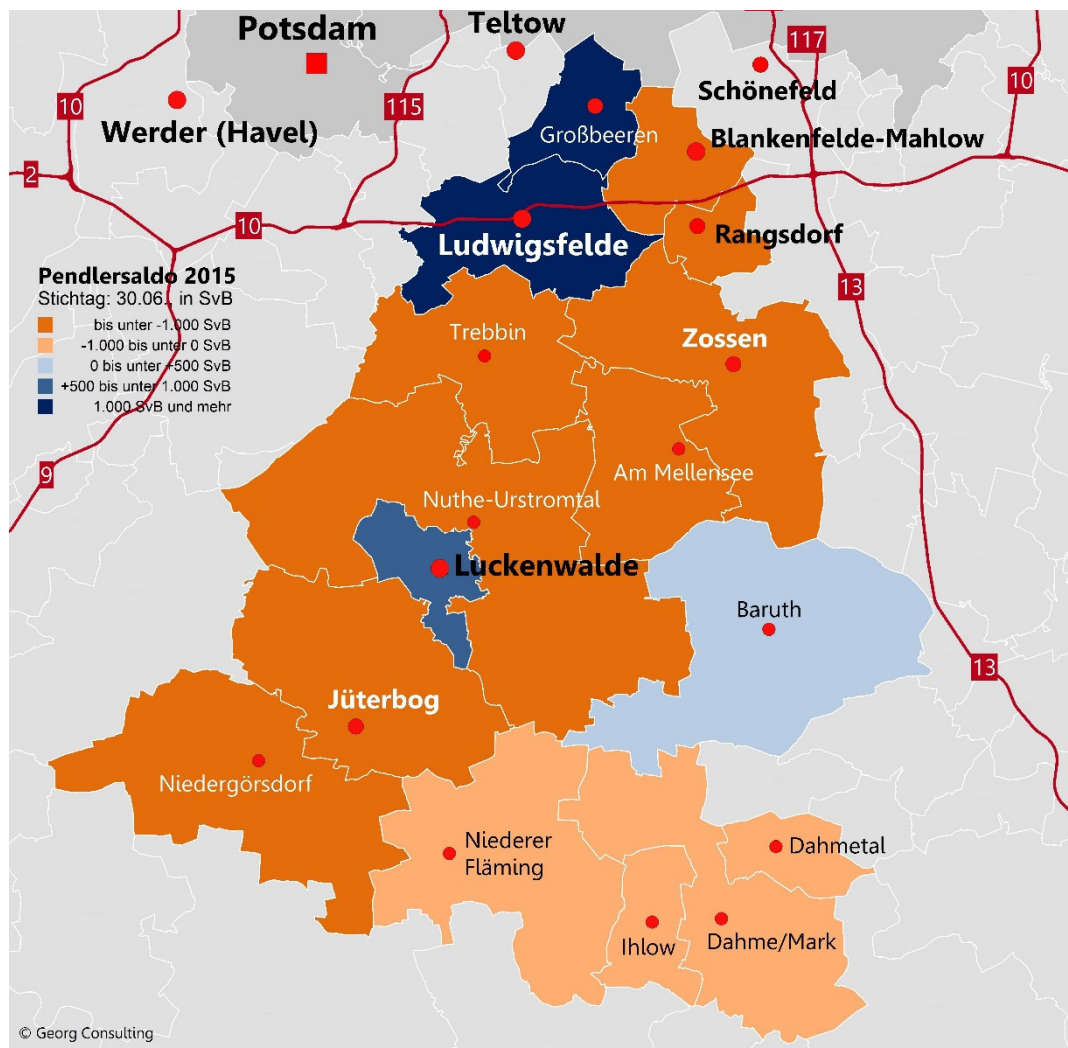 Potsdam
Teltow
117
10
10
115
Schönefeld
Großbeeren
Werder (Havel)
Blankenfelde-Mahlow
2
10
Ludwigsfelde
Rangsdorf
Pendlersaldo 2015
Stichtag: 30.06., in SvB
bis unter -1.000 SvB
-1.000 bis unter 0 SvB
0 bis unter +500 SvB
+500 bis unter 1.000 SvB
1.000 SvB und mehr
13
Trebbin
Zossen
9
Am Mellensee
Nuthe-Urstromtal
Luckenwalde
Baruth
13
Jüterbog
Niedergörsdorf
Niederer
Fläming
Dahmetal
Ihlow
Dahme/Mark
© Georg Consulting